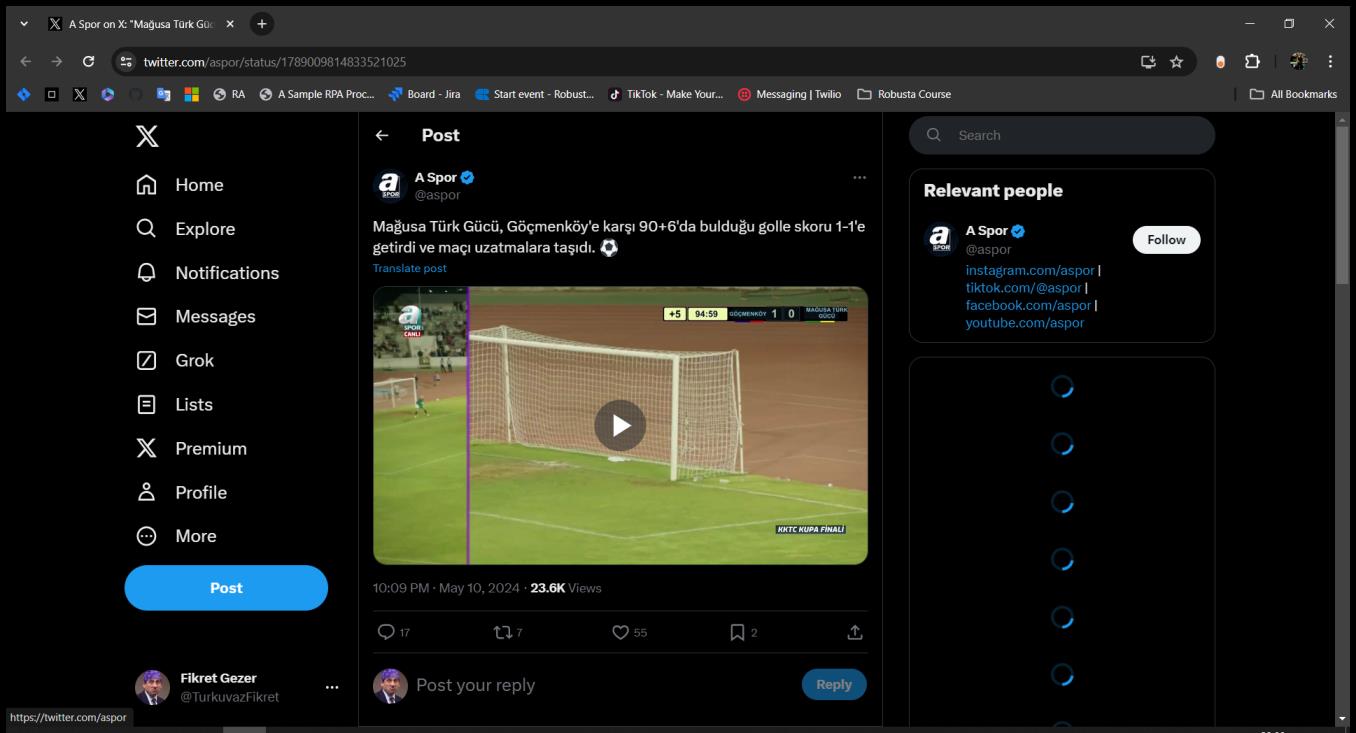 A Spor on X: "Mağusa Türk Güc
twitter.com/aspor/status/1789009814833521025
RA
A Sample RPA Proc...
Board - Jira
Start event - Robust...
TikTok - Make Your...
Messaging | Twilio
Robusta Course
All Bookmarks
Home
Explore
Notifications
Messages
Grok
Lists
Premium
Profile
More
Post
Fikret Gezer
@TurkuvazFikret
https://twitter.com/aspor
Post
A Spor
@aspor
Mağusa Türk Gücü, Göçmenköy'e karşı 90+6'da bulduğu golle skoru 1-1'e
getirdi ve maçı uzatmalara taşıdı.
Translate post
a
SPOR
CANLI
+5 94:59 GÖÇMENKÖY 1 0 MAĞUSA TÜRK
GÜCÜ
KKTC KUPA FİNALİ
10:09 PM · May 10, 2024 · 23.6K Views
17 7 55 2
Post your reply
Reply
Search
Relevant people
a
SPOR
A Spor
@aspor
Follow
instagram.com/aspor |
tiktok.com/@aspor |
facebook.com/aspor |
youtube.com/aspor